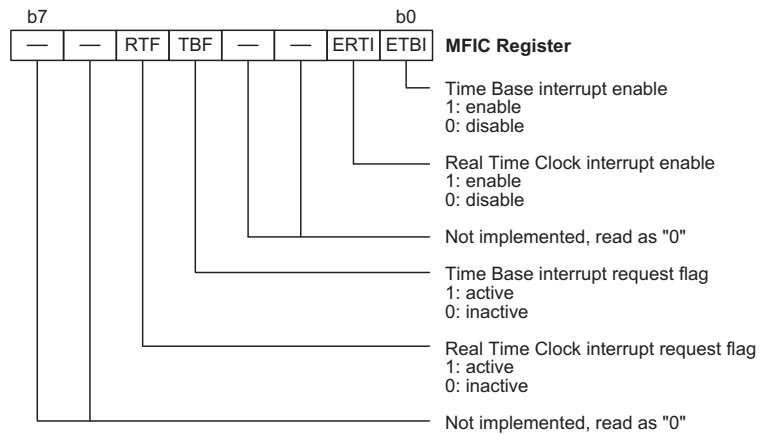 b7 b0
— — RTF TBF — — ERTI ETBI MFIC Register
Time Base interrupt enable
1: enable
0: disable
Real Time Clock interrupt enable
1: enable
0: disable
Not implemented, read as "0"
Time Base interrupt request flag
1: active
0: inactive
Real Time Clock interrupt request flag
1: active
0: inactive
Not implemented, read as "0"